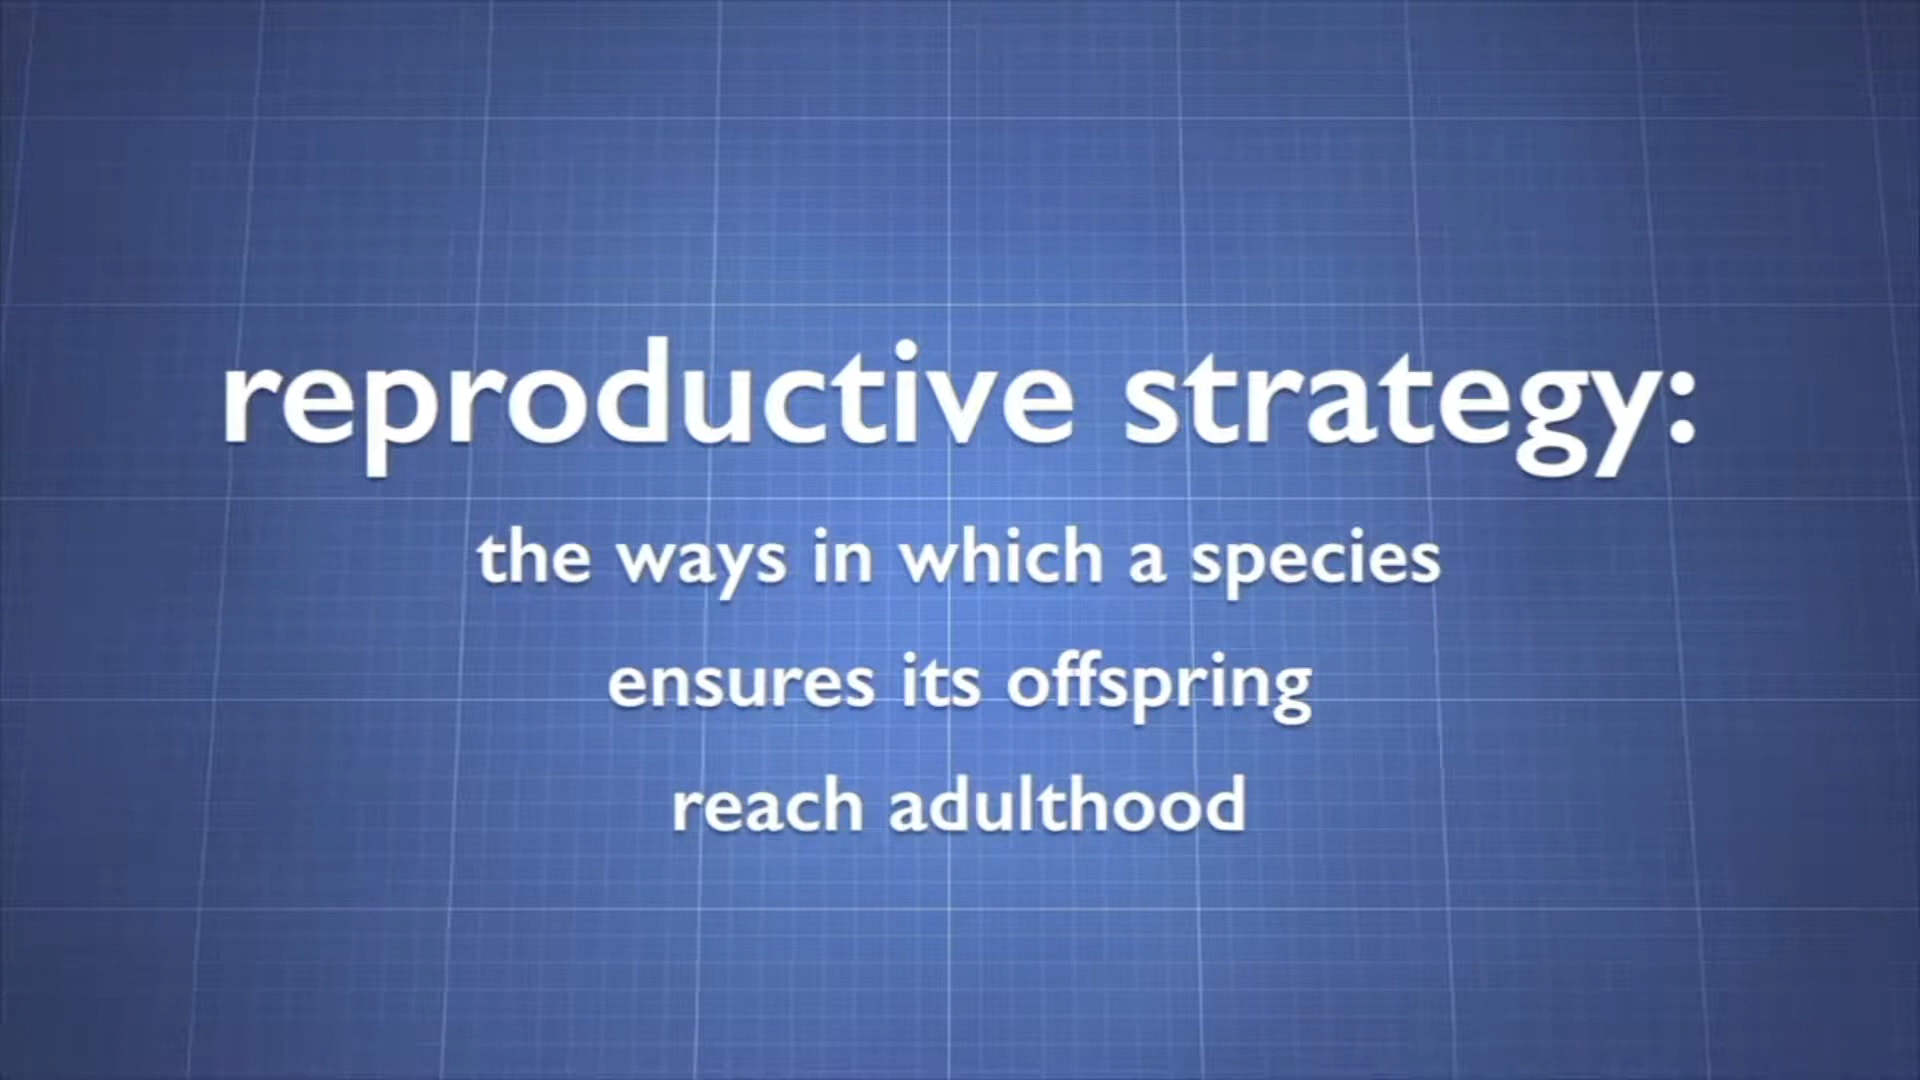 reproductive strategy:
the ways in which a species
ensures its offspring
reach adulthood